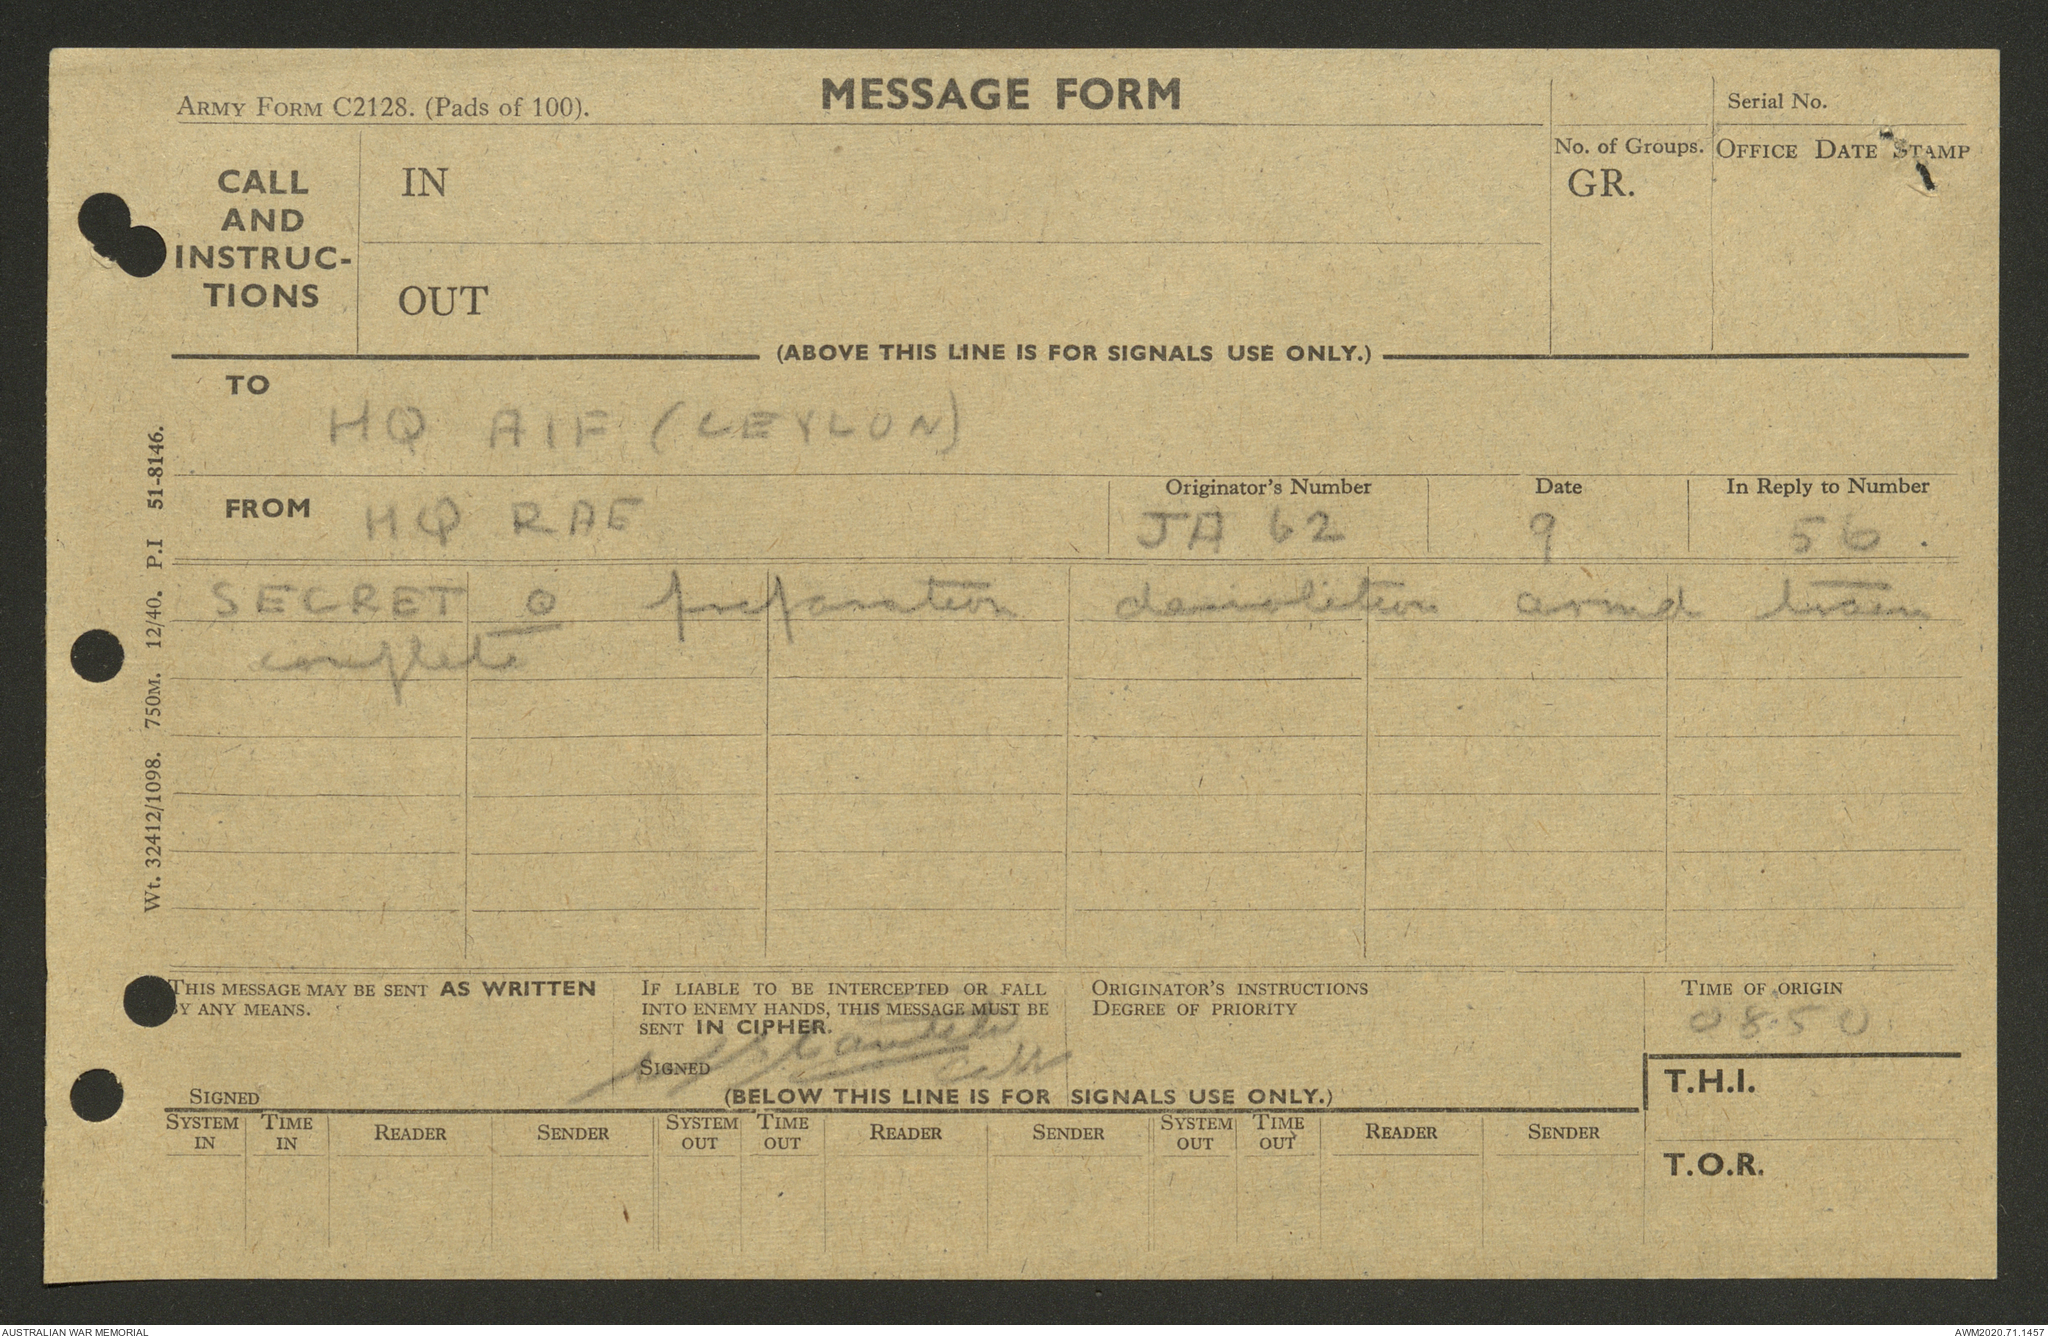 ARMY FORM C2128. (Pads of 100).
MESSAGE FORM
Serial No.
CALL AND INSTRUC-TIONS
IN
OUT
No. of Groups.
GR.
OFFICE DATE STAMP
(ABOVE THIS LINE IS FOR SIGNALS USE ONLY.)
TO
HQ AIF (CEYLON)
FROM HQ RAE
Originator's Number
JA 62
Date
9
In Reply to Number
56.
SECRET O preparation demolition armd train
complete
Wt. 32412/1098. 750M. 12/40. P.I 51-8146.
THIS MESSAGE MAY BE SENT AS WRITTEN
BY ANY MEANS.
SIGNED
IF LIABLE TO BE INTERCEPTED OR FALL
INTO ENEMY HANDS, THIS MESSAGE MUST BE
SENT IN CIPHER.
SIGNED
ORIGINATOR'S INSTRUCTIONS
DEGREE OF PRIORITY
TIME OF ORIGIN
0850
T.H.I.
T.O.R.
(BELOW THIS LINE IS FOR SIGNALS USE ONLY.)
SYSTEM IN TIME IN READER SENDER SYSTEM OUT TIME OUT READER SENDER SYSTEM OUT TIME OUT READER SENDER
AUSTRALIAN WAR MEMORIAL
AWM2020.71.1457